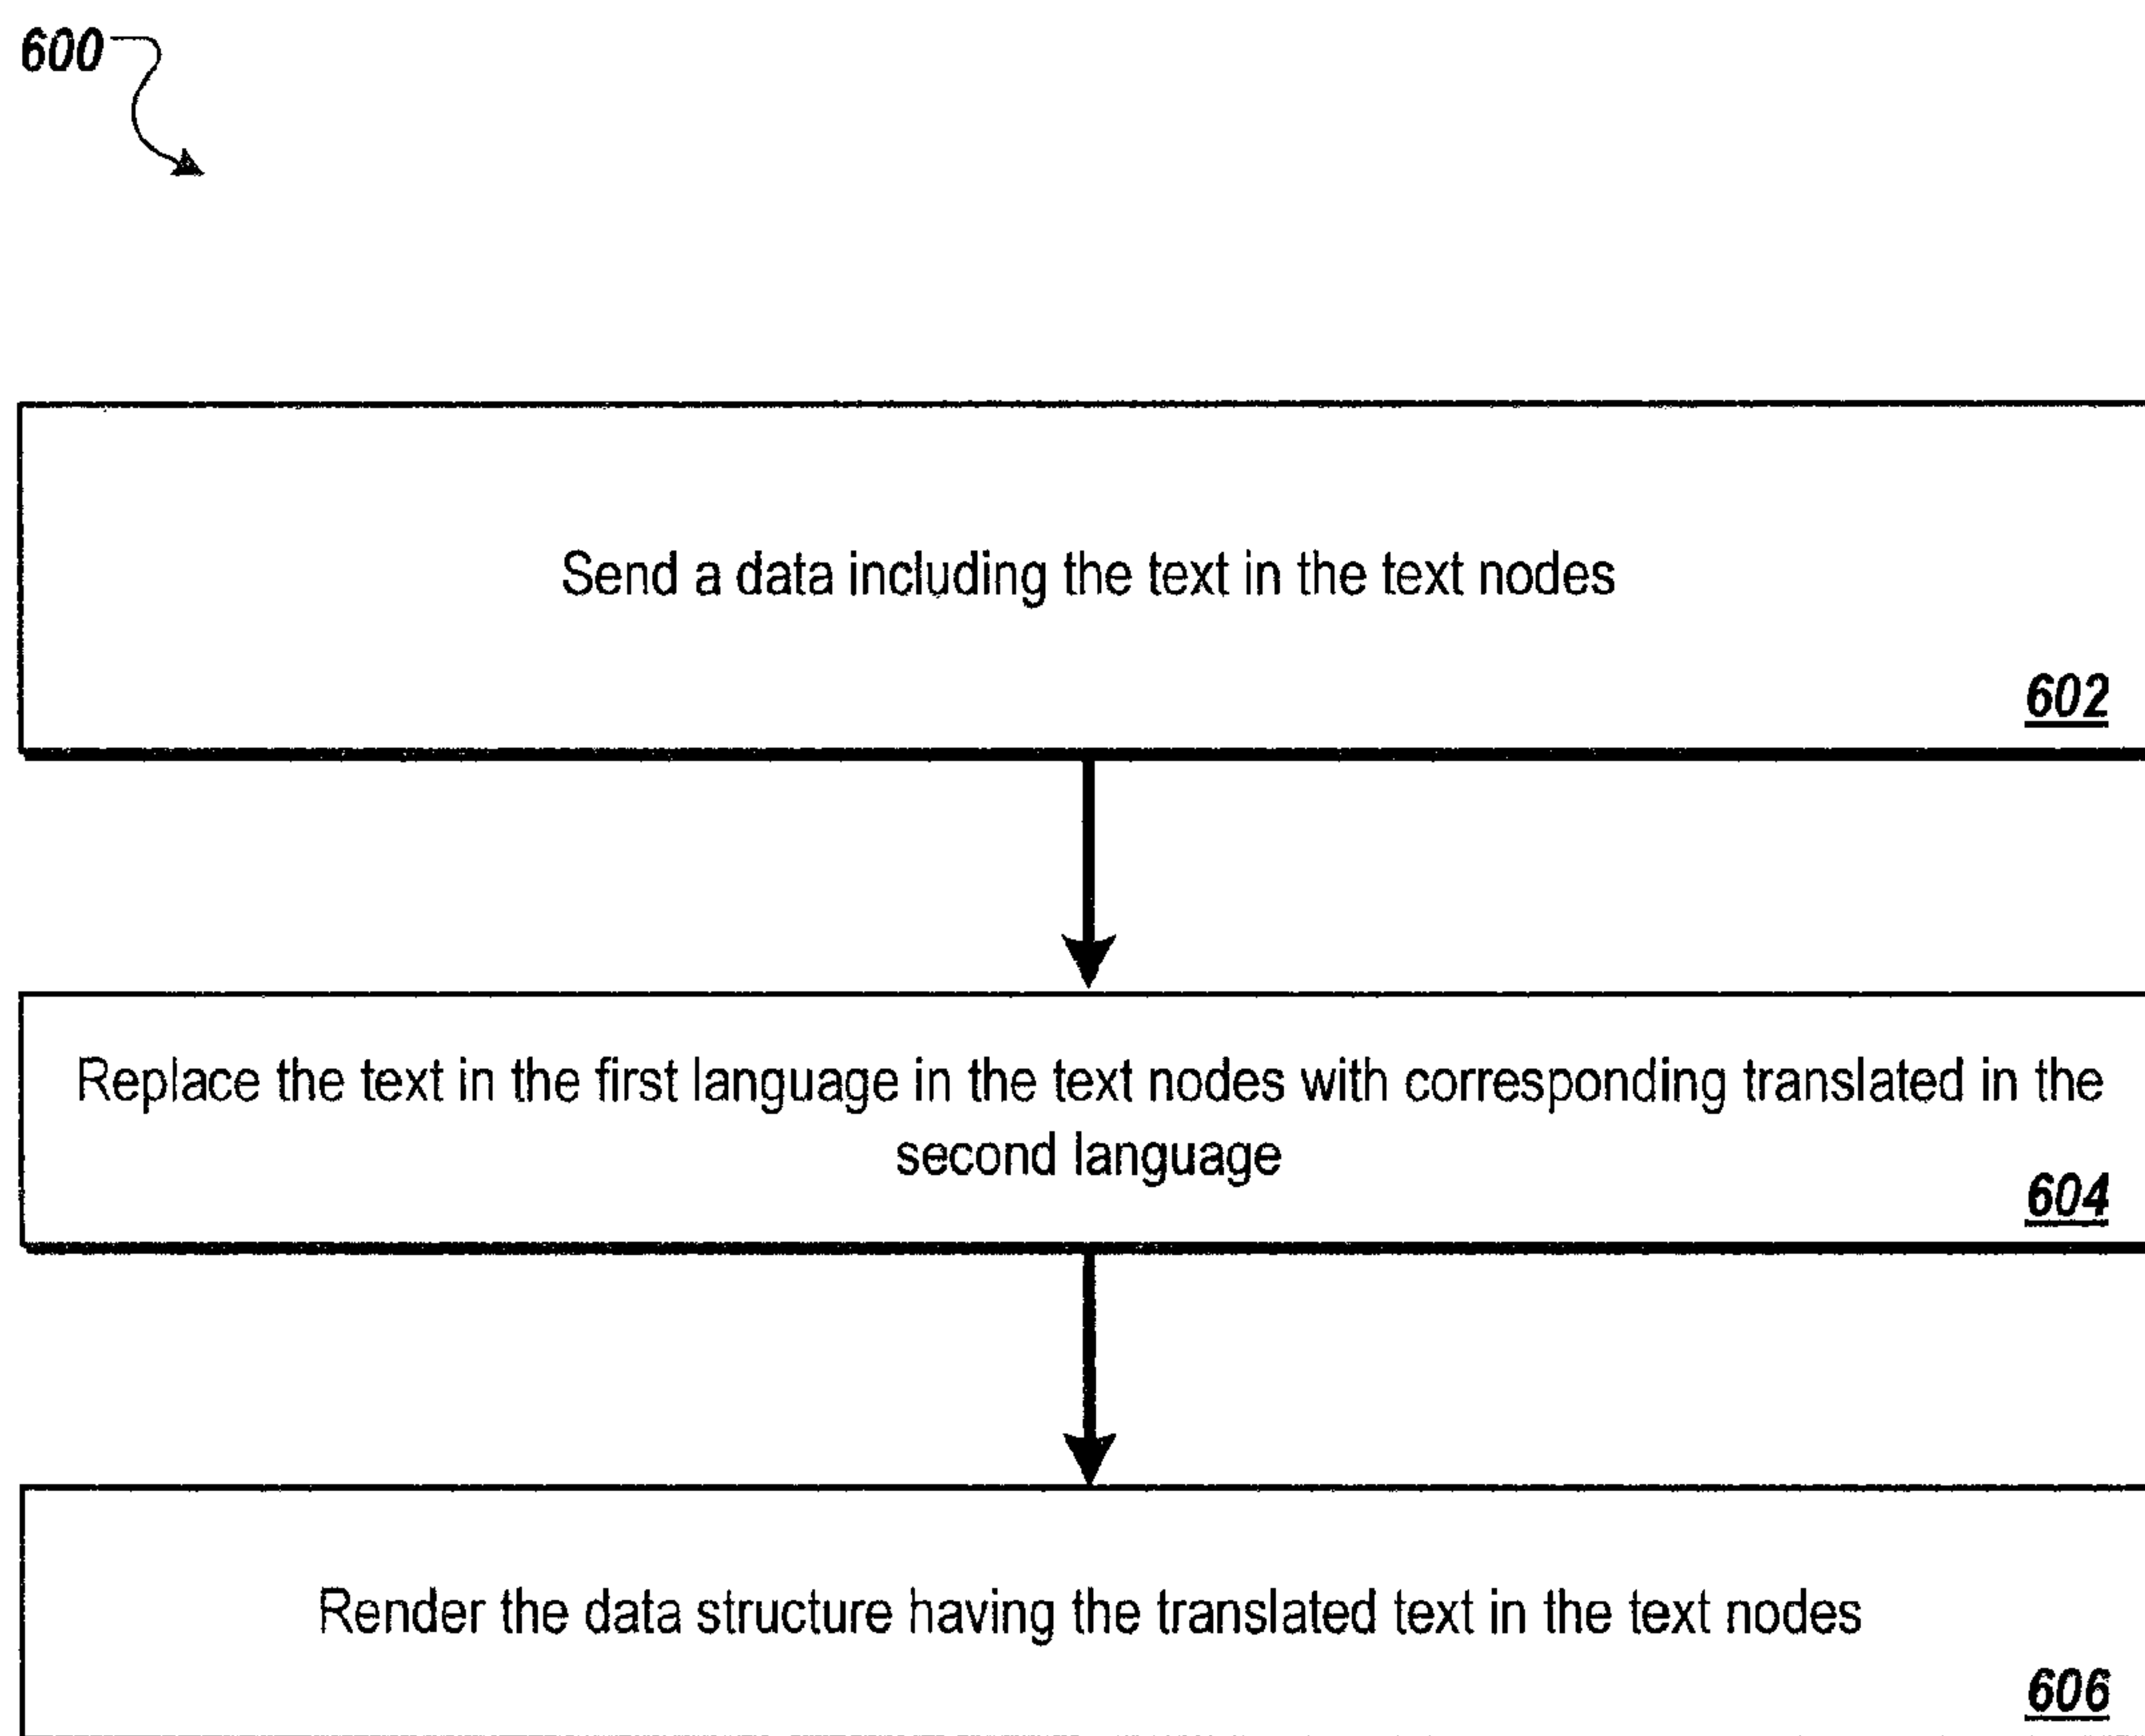 600
Send a data including the text in the text nodes
602
Replace the text in the first language in the text nodes with corresponding translated in the
second language
604
Render the data structure having the translated text in the text nodes
606